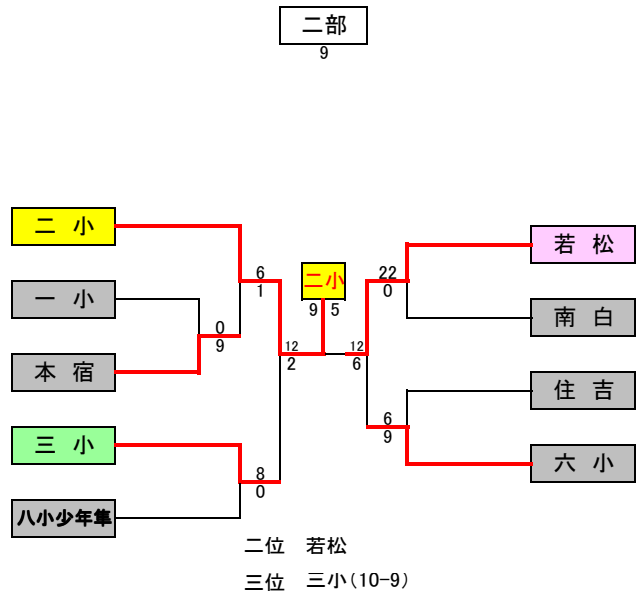 二部
9
二 小
一 小
本 宿
三 小
八小少年隼
6
1
0
9
8
0
12
2
二小
9 5
12
6
22
0
6
9
若 松
南 白
住 吉
六 小
二位 若松
三位 三小(10-9)